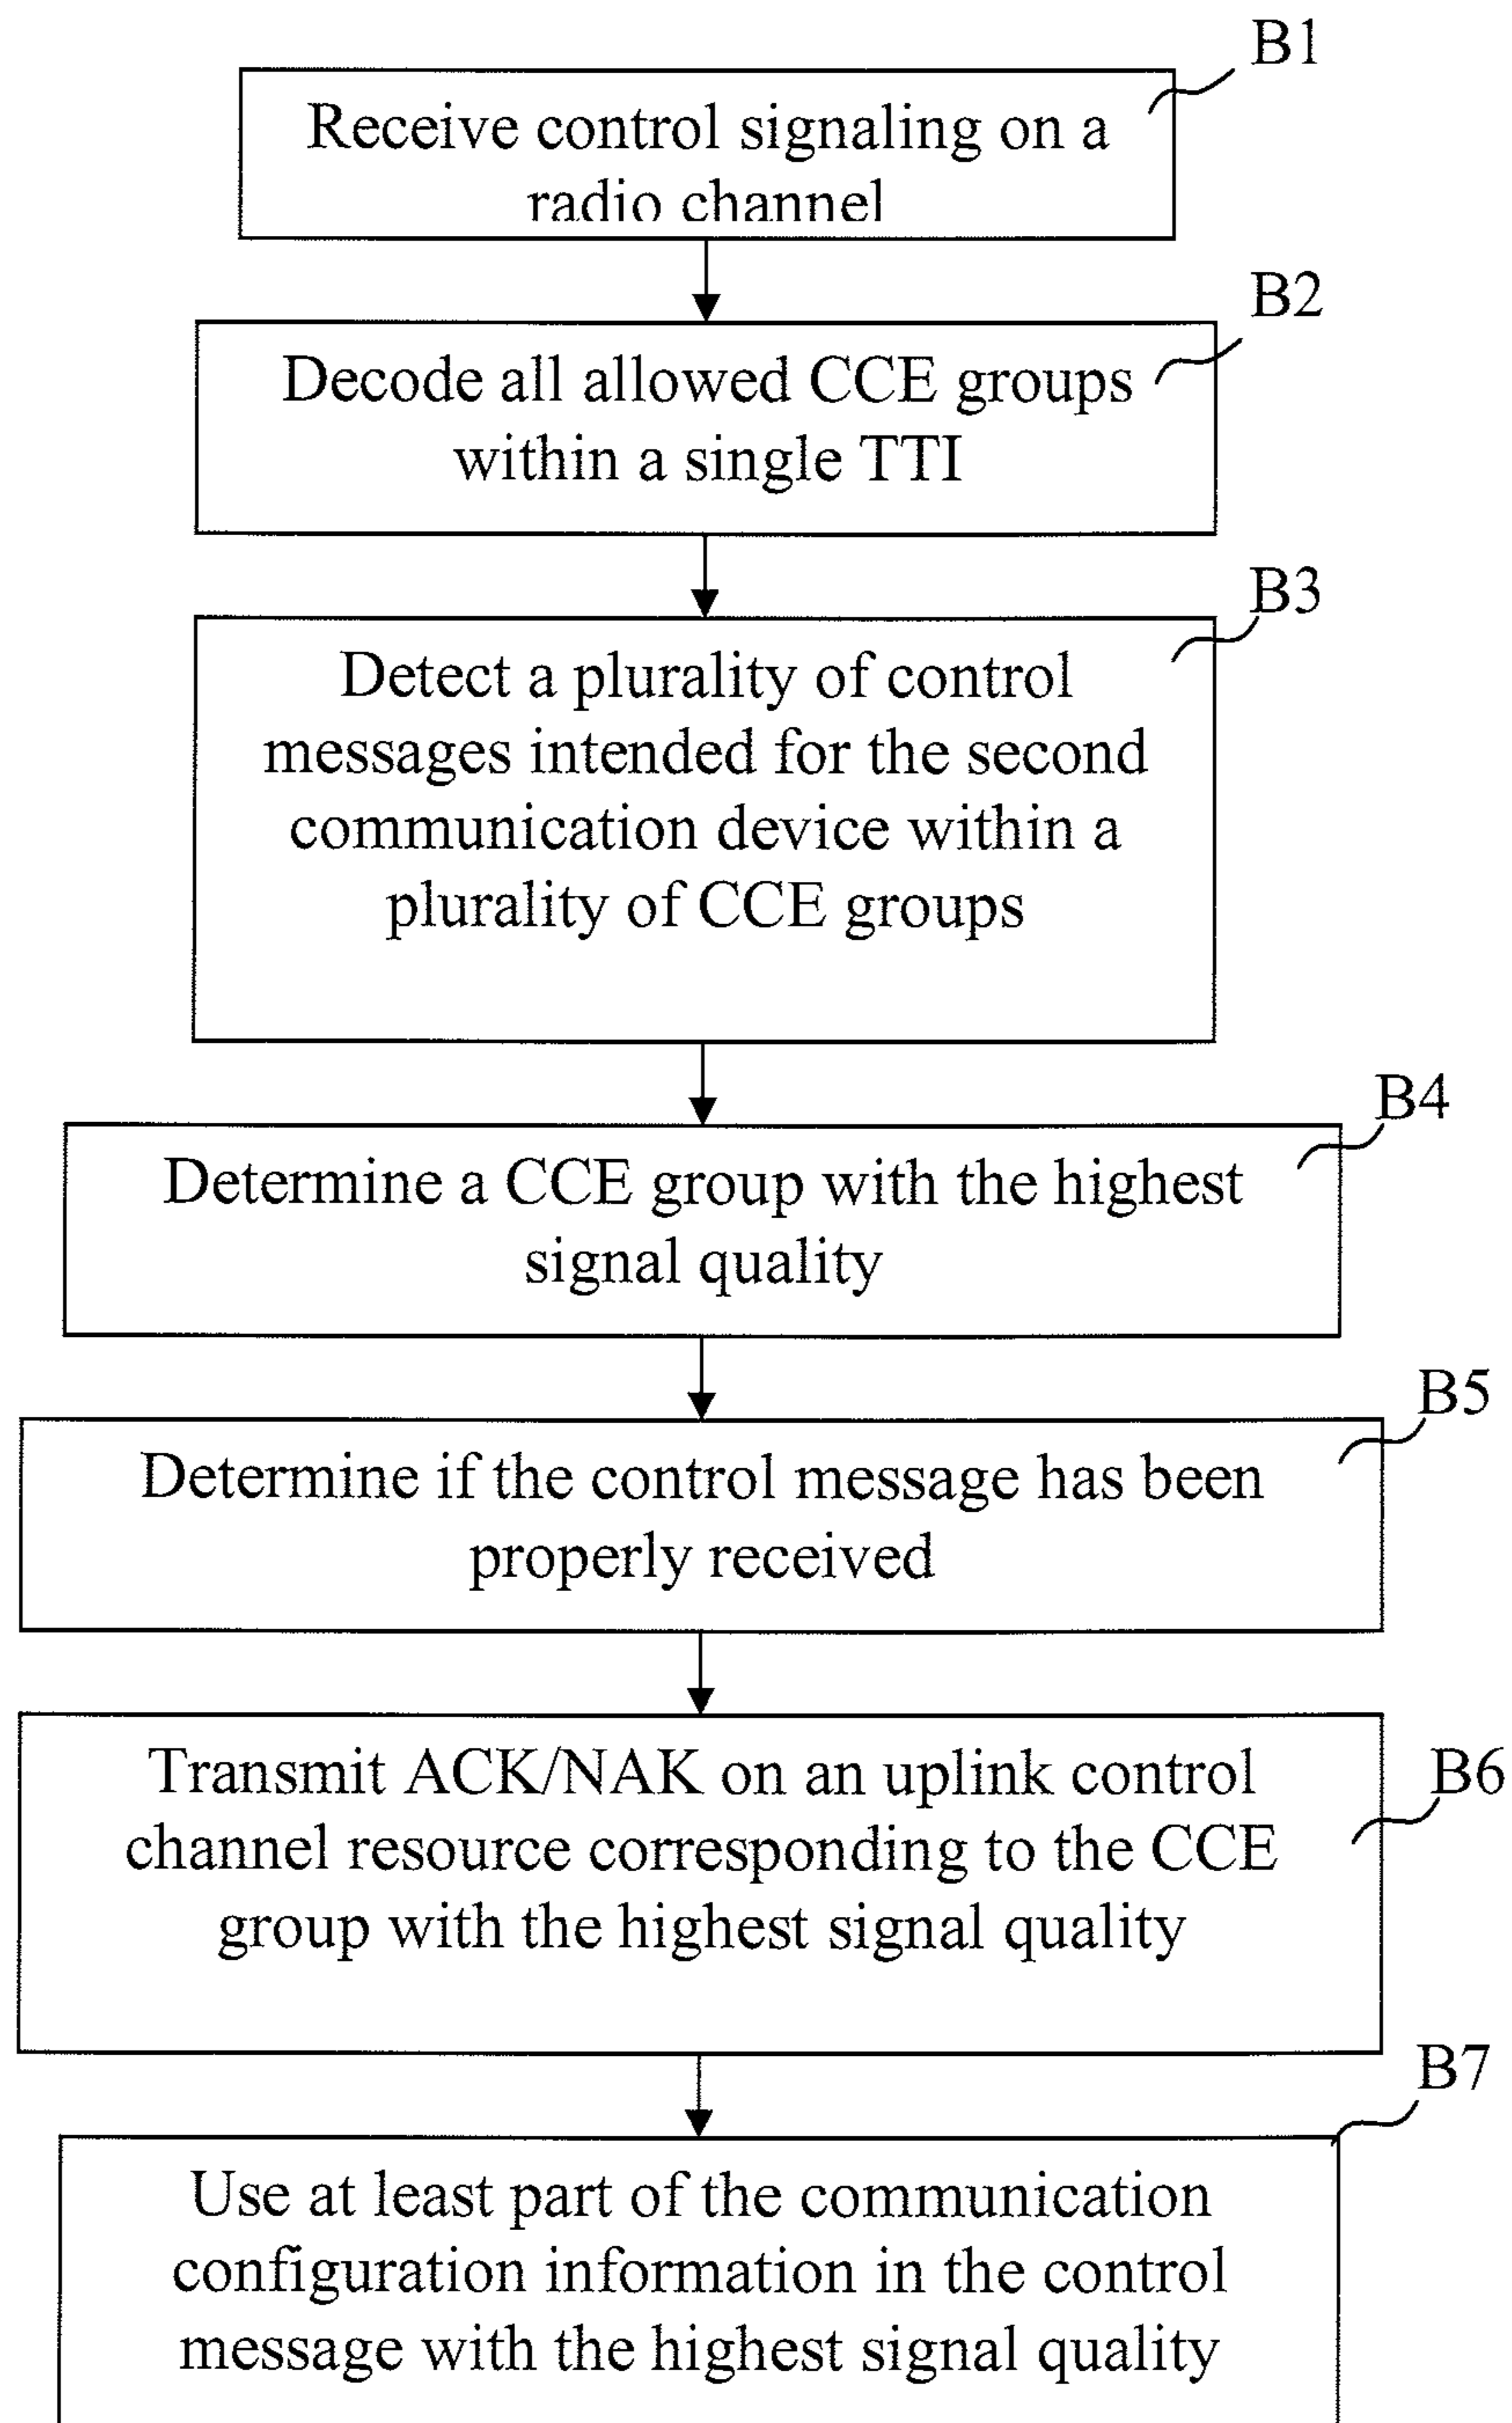 B1
Receive control signaling on a
radio channel
B2
Decode all allowed CCE groups
within a single TTI
B3
Detect a plurality of control
messages intended for the second
communication device within a
plurality of CCE groups
B4
Determine a CCE group with the highest
signal quality
B5
Determine if the control message has been
properly received
B6
Transmit ACK/NAK on an uplink control
channel resource corresponding to the CCE
group with the highest signal quality
B7
Use at least part of the communication
configuration information in the control
message with the highest signal quality